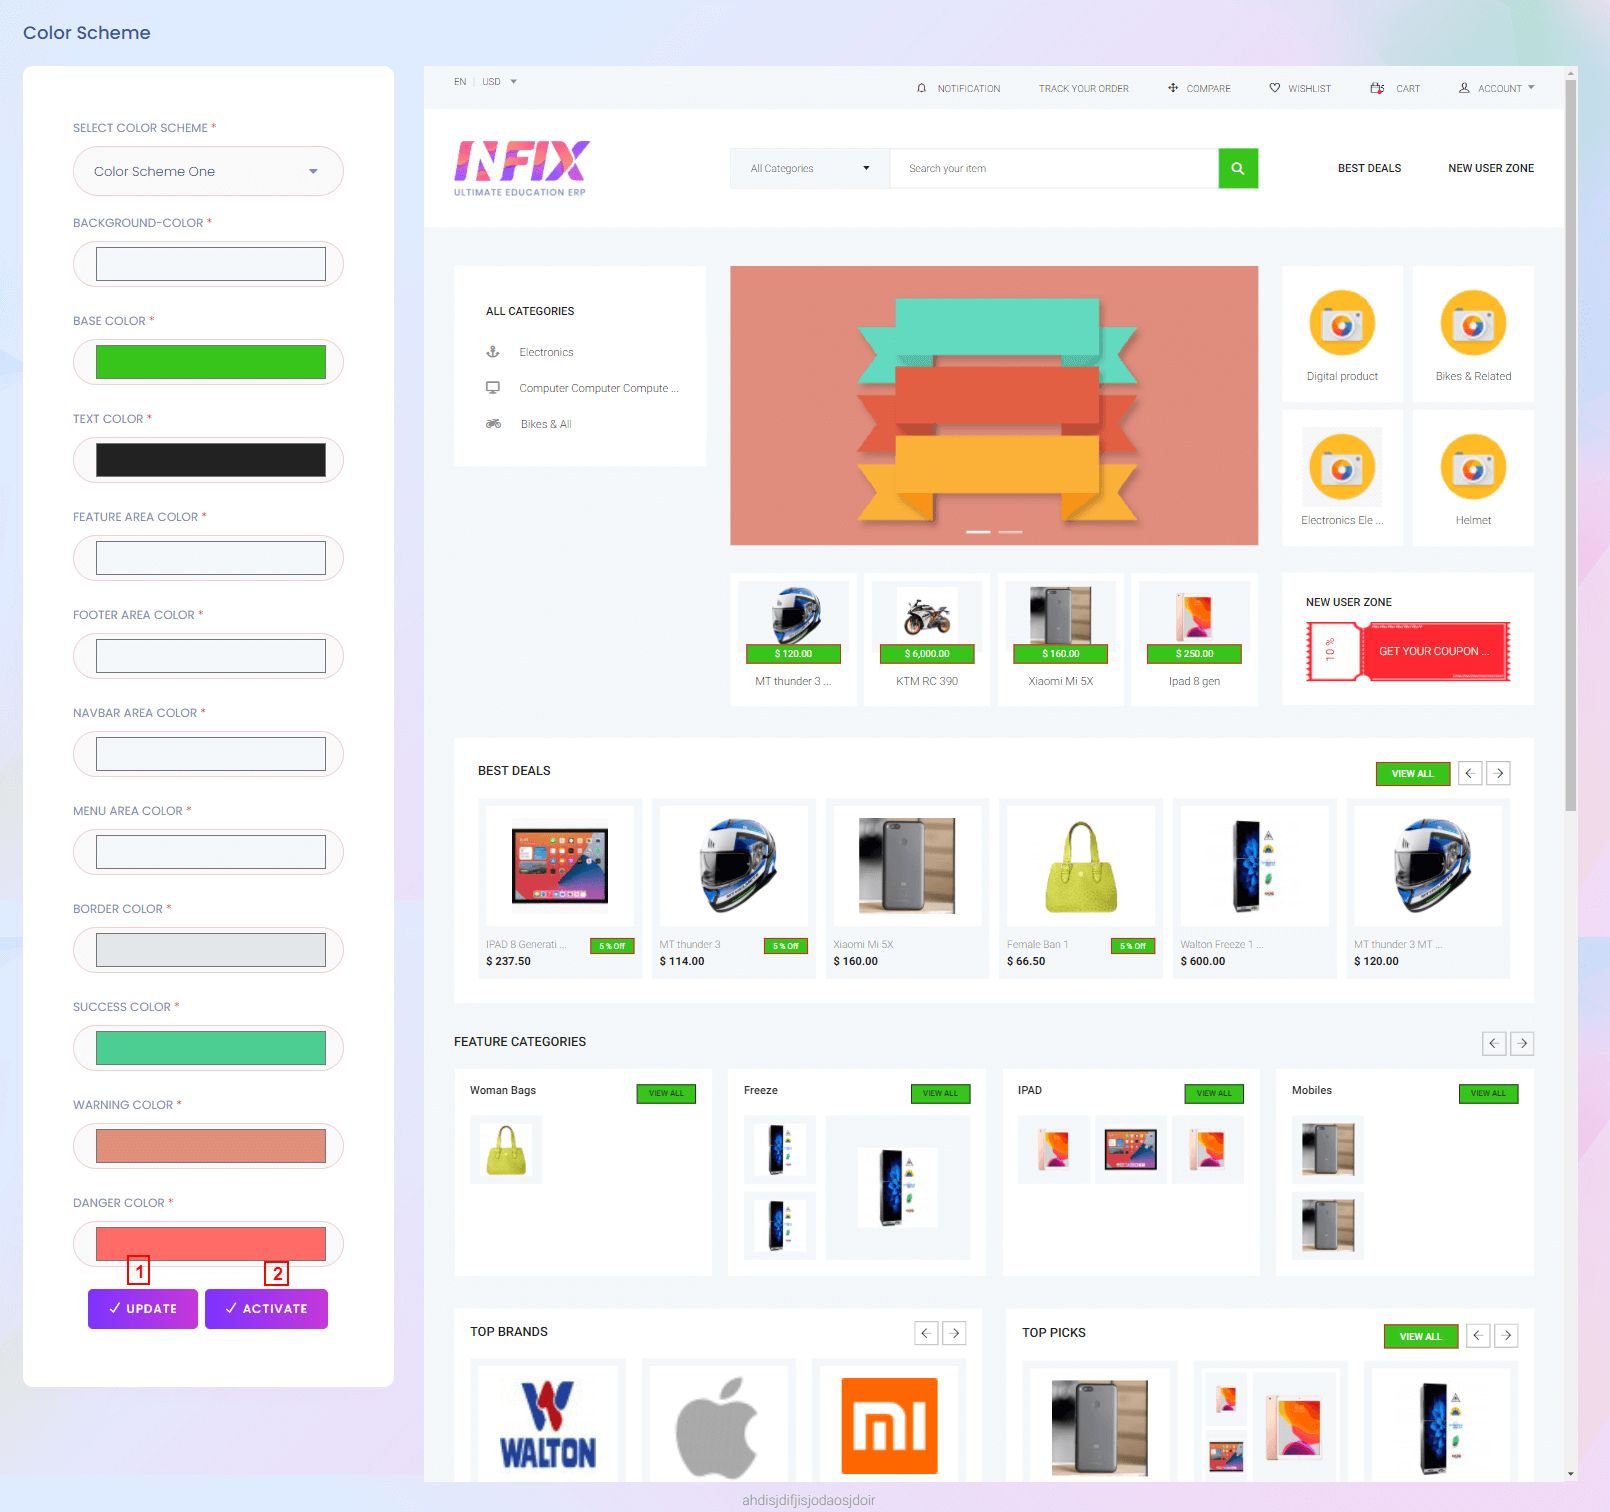 Color Scheme
SELECT COLOR SCHEME *
Color Scheme One
BACKGROUND-COLOR *
BASE COLOR *
TEXT COLOR *
FEATURE AREA COLOR *
FOOTER AREA COLOR *
NAVBAR AREA COLOR *
MENU AREA COLOR *
BORDER COLOR *
SUCCESS COLOR *
WARNING COLOR *
DANGER COLOR *
1
2
UPDATE
ACTIVATE
EN | USD
NOTIFICATION
TRACK YOUR ORDER
COMPARE
WISHLIST
CART
ACCOUNT
INFIX
ULTIMATE EDUCATION ERP
All Categories
Search your item
BEST DEALS
NEW USER ZONE
ALL CATEGORIES
Electronics
Computer Computer Compute ...
Bikes & All
Digital product
Bikes & Related
Electronics Ele ...
Helmet
$ 120.00
MT thunder 3 ...
$ 6,000.00
KTM RC 390
$ 160.00
Xiaomi Mi 5X
$ 250.00
Ipad 8 gen
NEW USER ZONE
10 %
GET YOUR COUPON ...
BEST DEALS
VIEW ALL
IPAD 8 Generati ...
5 % Off
$ 237.50
MT thunder 3
5 % Off
$ 114.00
Xiaomi Mi 5X
$ 160.00
Female Ban 1
5 % Off
$ 66.50
Walton Freeze 1 ...
$ 600.00
MT thunder 3 MT ...
$ 120.00
FEATURE CATEGORIES
Woman Bags
VIEW ALL
Freeze
VIEW ALL
IPAD
VIEW ALL
Mobiles
VIEW ALL
TOP BRANDS
WALTON
mi
TOP PICKS
VIEW ALL
ahdisjdifjisjodaosjdoir